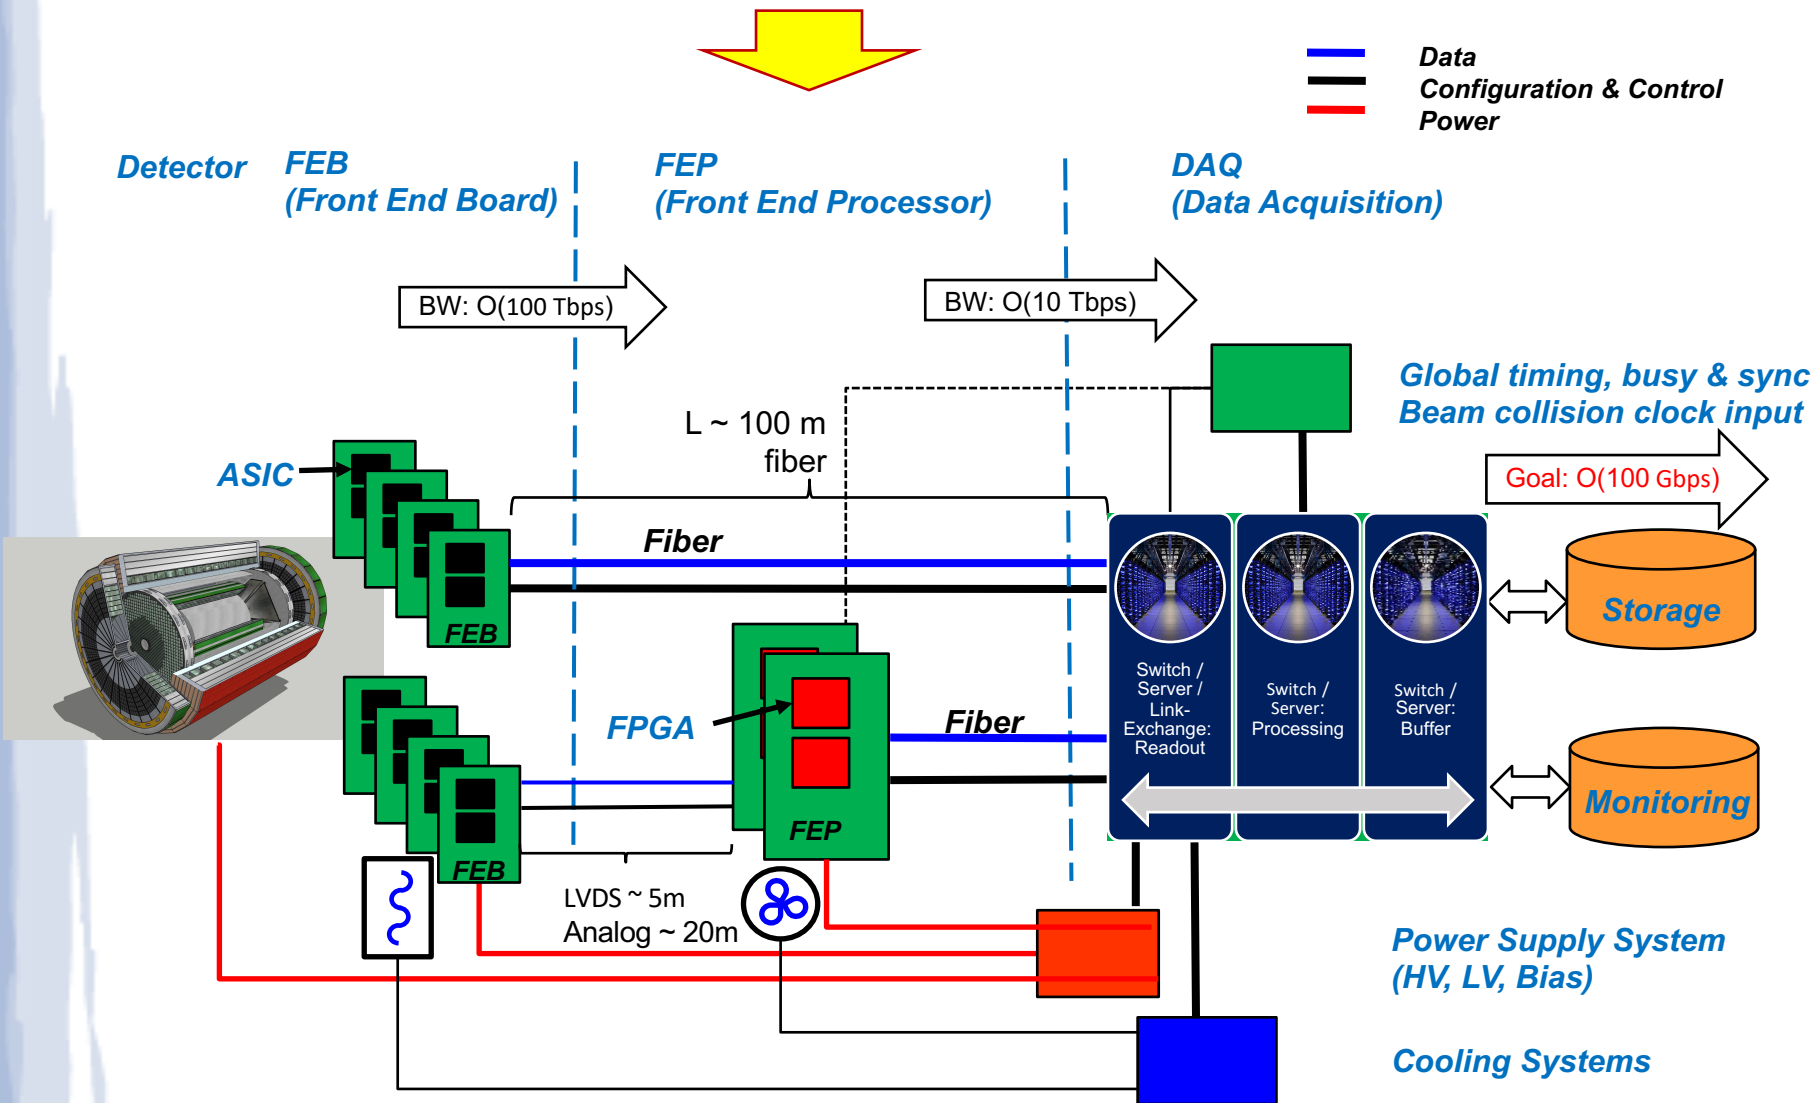 Data
Configuration & Control
Power
Detector
FEB
(Front End Board)
FEP
(Front End Processor)
DAQ
(Data Acquisition)
BW: O(100 Tbps)
BW: O(10 Tbps)
Global timing, busy & sync
Beam collision clock input
L ~ 100 m
fiber
ASIC
Goal: O(100 Gbps)
Fiber
FEB
Storage
Switch /
Server /
Link-
Exchange:
Readout
Switch /
Server:
Processing
Switch /
Server:
Buffer
FPGA
Fiber
Monitoring
FEP
FEB
LVDS ~ 5m
Analog ~ 20m
Power Supply System
(HV, LV, Bias)
Cooling Systems